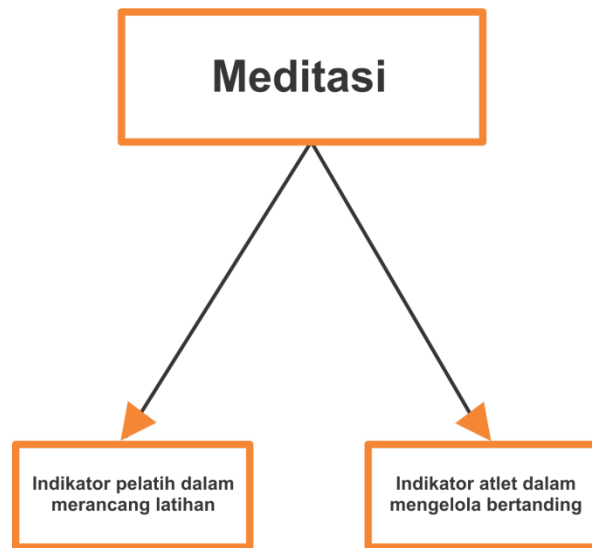 Meditasi
Indikator pelatih dalam
merancang latihan
Indikator atlet dalam
mengelola bertanding